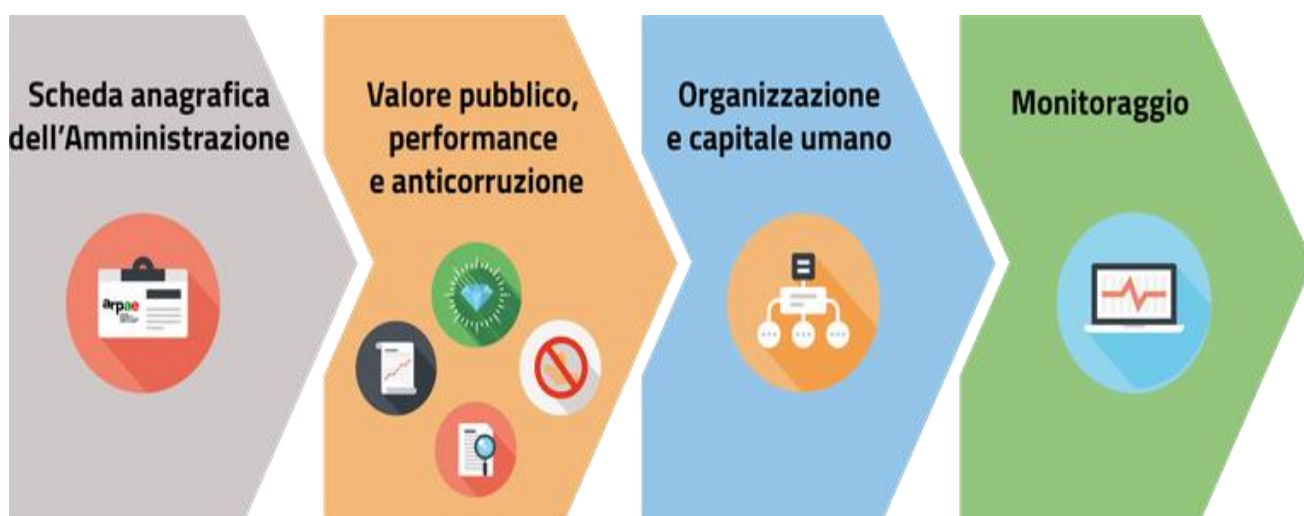 Scheda anagrafica
dell'Amministrazione
arpae
Valore pubblico,
performance
e anticorruzione
Organizzazione
e capitale umano
Monitoraggio